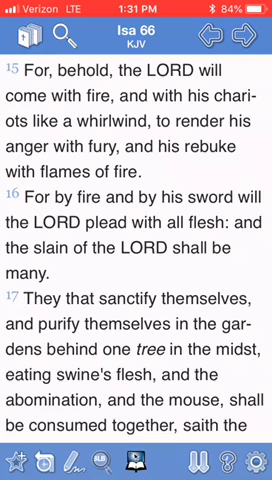 Verizon LTE 1:31 PM 84%
Isa 66
KJV
15 For, behold, the LORD will
come with fire, and with his chari-
ots like a whirlwind, to render his
anger with fury, and his rebuke
with flames of fire.
16 For by fire and by his sword will
the LORD plead with all flesh: and
the slain of the LORD shall be
many.
17 They that sanctify themselves,
and purify themselves in the gar-
dens behind one tree in the midst,
eating swine's flesh, and the
abomination, and the mouse, shall
be consumed together, saith the
BLB ?